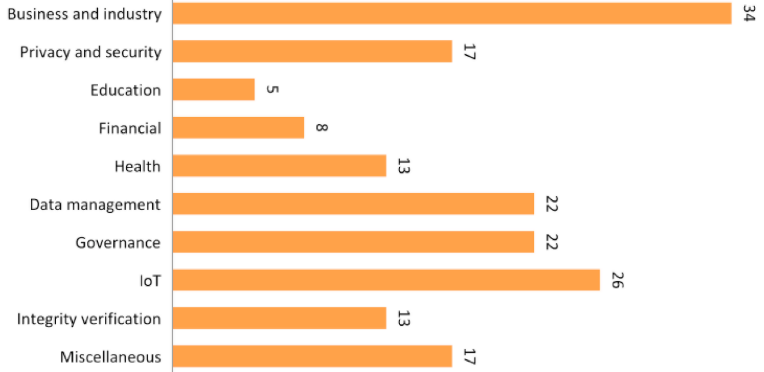 Business and industry 34
Privacy and security 17
Education 5
Financial 8
Health 13
Data management 22
Governance 22
IoT 26
Integrity verification 13
Miscellaneous 17